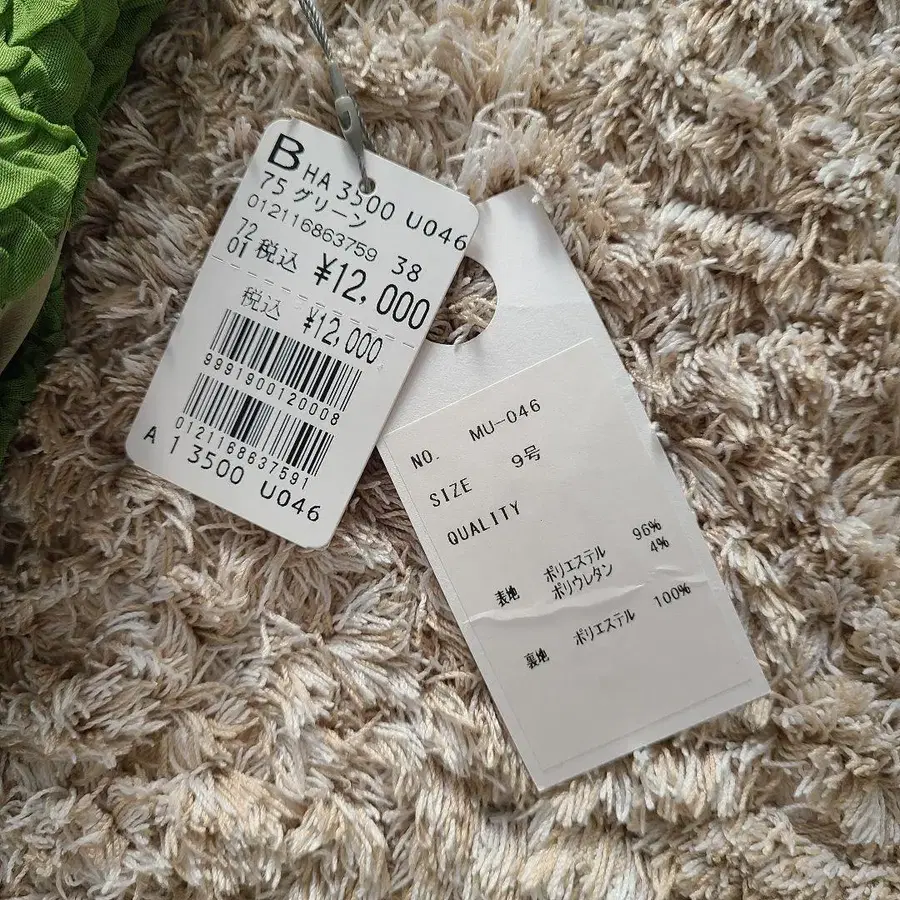 B HA 3500 U046
75 グリーン
012116863759 38
72
01 税込 ¥12,000
税込 ¥12,000
9991900120008
0121168637591
A 1 3500 U046
NO. MU-046
SIZE 9号
QUALITY
表地 ポリエステル 96%
ポリウレタン 4%
裏地 ポリエステル 100%